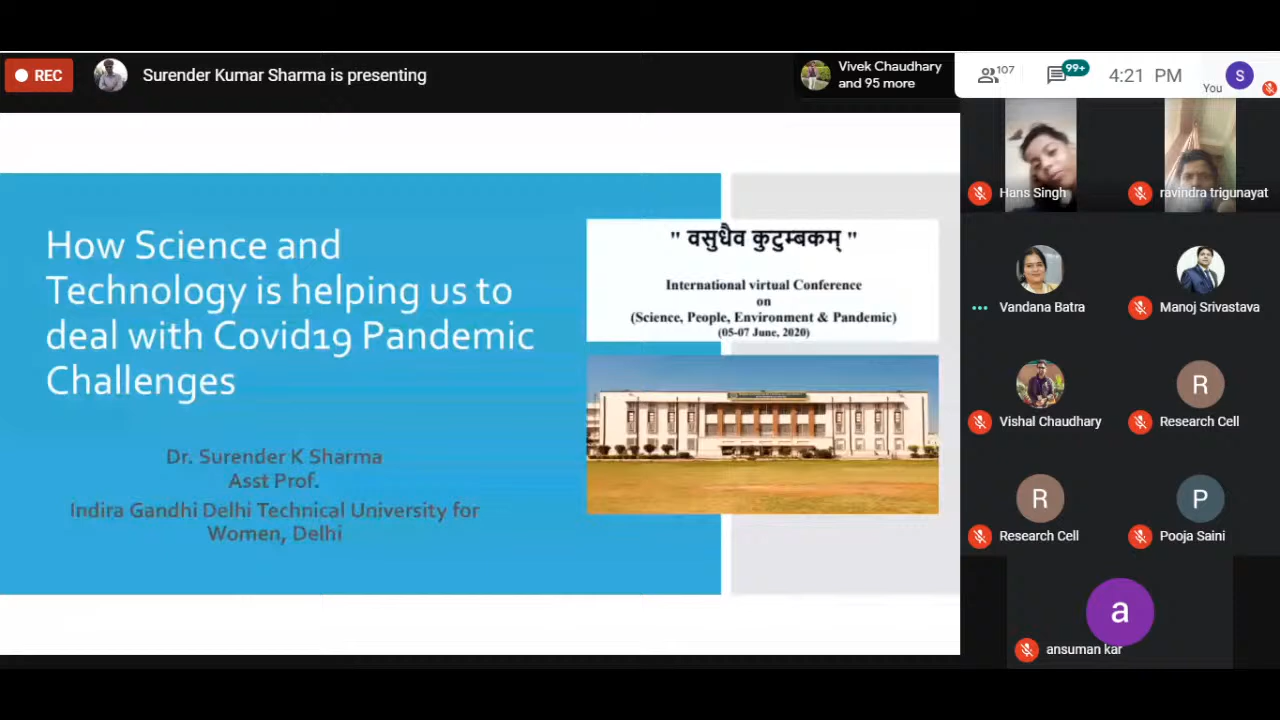 REC
Surender Kumar Sharma is presenting
Vivek Chaudhary
and 95 more
107
99+
4:21 PM
You
S
How Science and
Technology is helping us to
deal with Covid19 Pandemic
Challenges
Dr. Surender K Sharma
Asst Prof.
Indira Gandhi Delhi Technical University for
Women, Delhi
" वसुधैव कुटुम्बकम् "
International virtual Conference
on
(Science, People, Environment & Pandemic)
(05-07 June, 2020)
Hans Singh
ravindra trigunayat
Vandana Batra
Manoj Srivastava
Vishal Chaudhary
R
Research Cell
R
Research Cell
P
Pooja Saini
a
ansuman kar